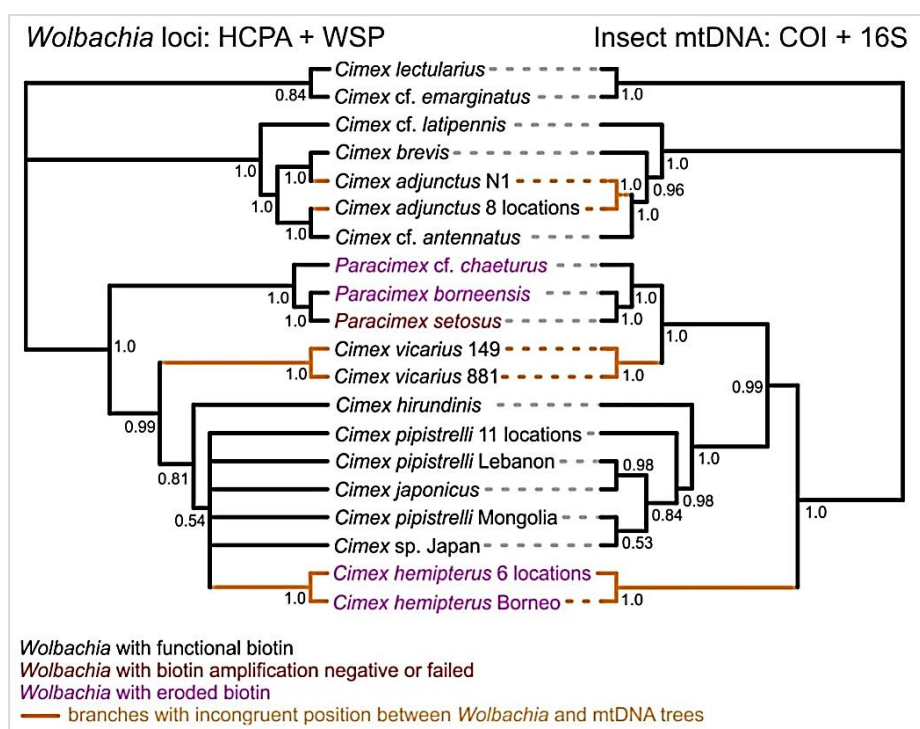 Wolbachia loci: HCPA + WSP Insect mtDNA: COI + 16S
Cimex lectularius
0.84 Cimex cf. emarginatus 1.0
Cimex cf. latipennis
1.0 Cimex brevis 1.0
1.0 Cimex adjunctus N1 1.0 0.96
1.0 Cimex adjunctus 8 locations 1.0
1.0 Cimex cf. antennatus
Paracimex cf. chaeturus
1.0 Paracimex borneensis 1.0
1.0 Paracimex setosus 1.0
1.0 Cimex vicarius 149 1.0
1.0 Cimex vicarius 881 1.0 0.99
0.99 Cimex hirundinis
Cimex pipistrelli 11 locations 1.0
0.81 Cimex pipistrelli Lebanon 0.98
Cimex japonicus 0.98
0.54 Cimex pipistrelli Mongolia 0.84 1.0
Cimex sp. Japan 0.53
Cimex hemipterus 6 locations
1.0 Cimex hemipterus Borneo 1.0
Wolbachia with functional biotin
Wolbachia with biotin amplification negative or failed
Wolbachia with eroded biotin
branches with incongruent position between Wolbachia and mtDNA trees